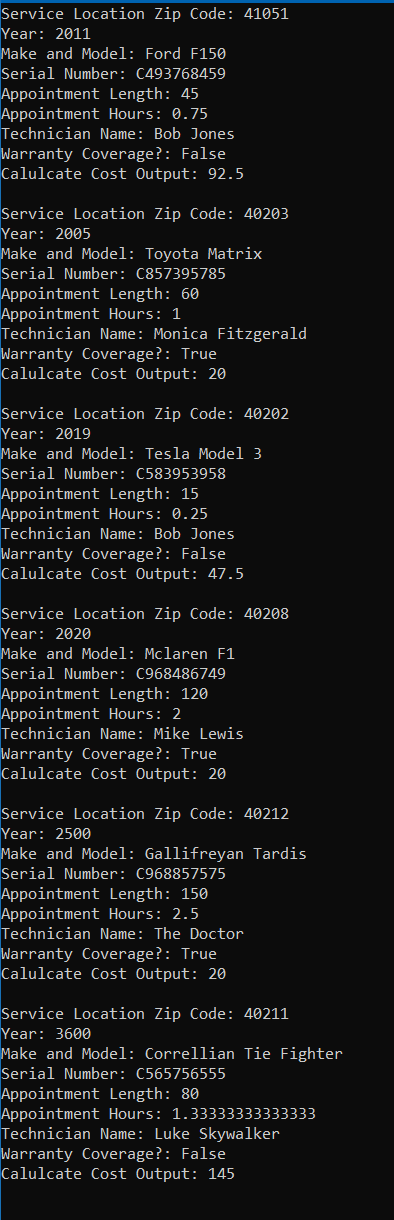 Service Location Zip Code: 41051
Year: 2011
Make and Model: Ford F150
Serial Number: C493768459
Appointment Length: 45
Appointment Hours: 0.75
Technician Name: Bob Jones
Warranty Coverage?: False
Calulcate Cost Output: 92.5
Service Location Zip Code: 40203
Year: 2005
Make and Model: Toyota Matrix
Serial Number: C857395785
Appointment Length: 60
Appointment Hours: 1
Technician Name: Monica Fitzgerald
Warranty Coverage?: True
Calulcate Cost Output: 20
Service Location Zip Code: 40202
Year: 2019
Make and Model: Tesla Model 3
Serial Number: C583953958
Appointment Length: 15
Appointment Hours: 0.25
Technician Name: Bob Jones
Warranty Coverage?: False
Calulcate Cost Output: 47.5
Service Location Zip Code: 40208
Year: 2020
Make and Model: Mclaren F1
Serial Number: C968486749
Appointment Length: 120
Appointment Hours: 2
Technician Name: Mike Lewis
Warranty Coverage?: True
Calulcate Cost Output: 20
Service Location Zip Code: 40212
Year: 2500
Make and Model: Gallifreyan Tardis
Serial Number: C968857575
Appointment Length: 150
Appointment Hours: 2.5
Technician Name: The Doctor
Warranty Coverage?: True
Calulcate Cost Output: 20
Service Location Zip Code: 40211
Year: 3600
Make and Model: Correllian Tie Fighter
Serial Number: C565756555
Appointment Length: 80
Appointment Hours: 1.33333333333333
Technician Name: Luke Skywalker
Warranty Coverage?: False
Calulcate Cost Output: 145